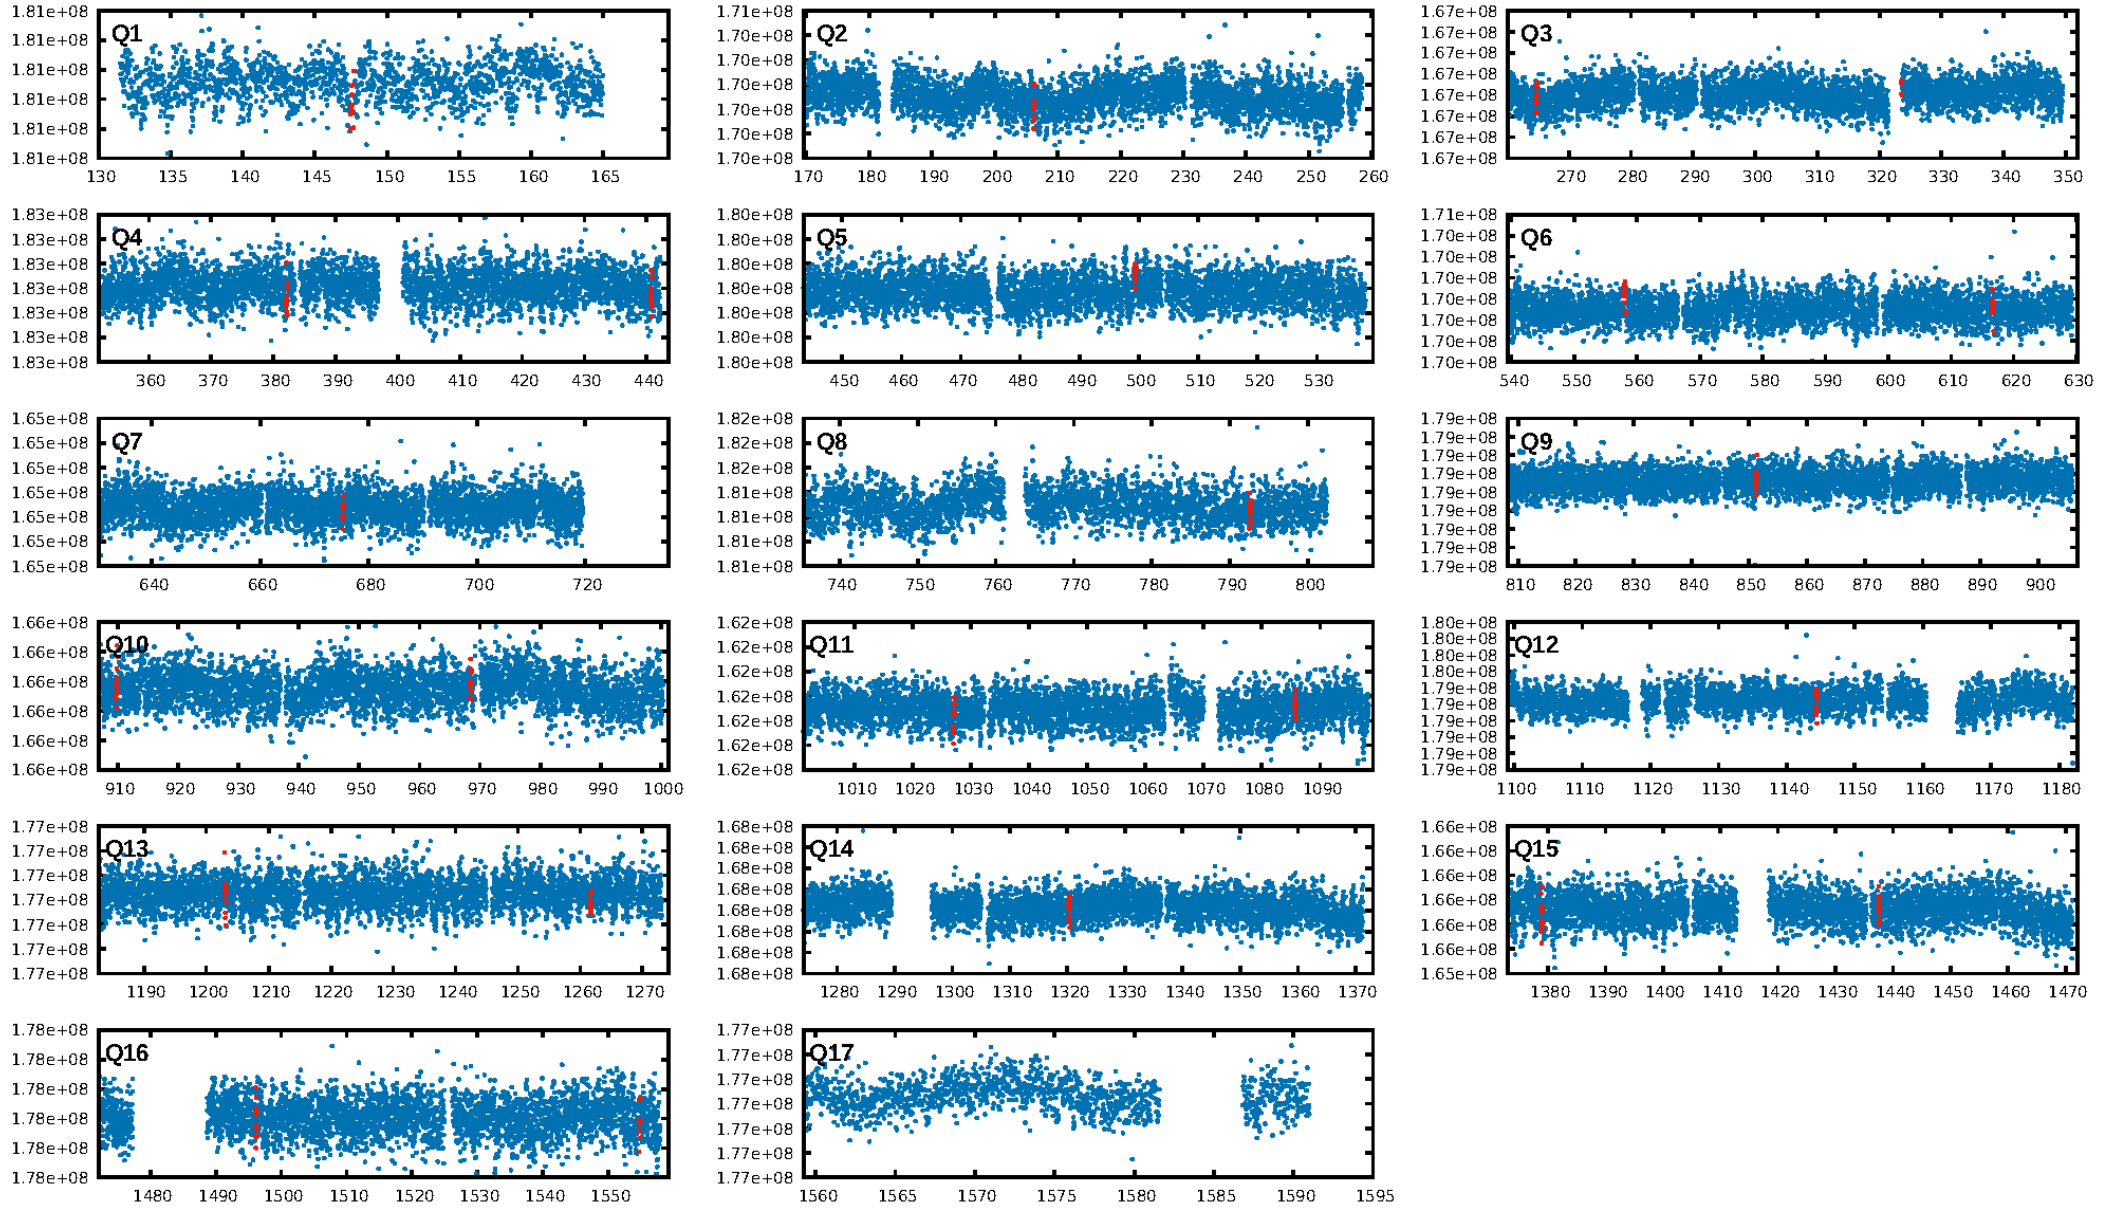 1.81e+08 1.81e+08 1.81e+08 1.81e+08 1.81e+08 1.81e+08
Q1
130 135 140 145 150 155 160 165
1.71e+08 1.70e+08 1.70e+08 1.70e+08 1.70e+08 1.70e+08 1.70e+08
Q2
170 180 190 200 210 220 230 240 250 260
1.67e+08 1.67e+08 1.67e+08 1.67e+08 1.67e+08 1.67e+08 1.67e+08 1.67e+08
Q3
270 280 290 300 310 320 330 340 350
1.83e+08 1.83e+08 1.83e+08 1.83e+08 1.83e+08 1.83e+08 1.83e+08
Q4
360 370 380 390 400 410 420 430 440
1.80e+08 1.80e+08 1.80e+08 1.80e+08 1.80e+08 1.80e+08 1.80e+08
Q5
450 460 470 480 490 500 510 520 530
1.71e+08 1.70e+08 1.70e+08 1.70e+08 1.70e+08 1.70e+08 1.70e+08 1.70e+08
Q6
540 550 560 570 580 590 600 610 620 630
1.65e+08 1.65e+08 1.65e+08 1.65e+08 1.65e+08 1.65e+08 1.65e+08
Q7
640 660 680 700 720
1.82e+08 1.82e+08 1.82e+08 1.81e+08 1.81e+08 1.81e+08 1.81e+08
Q8
740 750 760 770 780 790 800
1.79e+08 1.79e+08 1.79e+08 1.79e+08 1.79e+08 1.79e+08 1.79e+08 1.79e+08 1.79e+08
Q9
810 820 830 840 850 860 870 880 890 900
1.66e+08 1.66e+08 1.66e+08 1.66e+08 1.66e+08 1.66e+08
Q10
910 920 930 940 950 960 970 980 990 1000
1.62e+08 1.62e+08 1.62e+08 1.62e+08 1.62e+08 1.62e+08 1.62e+08
Q11
1010 1020 1030 1040 1050 1060 1070 1080 1090
1.80e+08 1.80e+08 1.80e+08 1.80e+08 1.79e+08 1.79e+08 1.79e+08 1.79e+08 1.79e+08 1.79e+08
Q12
1100 1110 1120 1130 1140 1150 1160 1170 1180
1.77e+08 1.77e+08 1.77e+08 1.77e+08 1.77e+08 1.77e+08 1.77e+08
Q13
1190 1200 1210 1220 1230 1240 1250 1260 1270
1.68e+08 1.68e+08 1.68e+08 1.68e+08 1.68e+08 1.68e+08 1.68e+08 1.68e+08
Q14
1280 1290 1300 1310 1320 1330 1340 1350 1360 1370
1.66e+08 1.66e+08 1.66e+08 1.66e+08 1.66e+08 1.66e+08 1.65e+08
Q15
1380 1390 1400 1410 1420 1430 1440 1450 1460 1470
1.78e+08 1.78e+08 1.78e+08 1.78e+08 1.78e+08 1.78e+08
Q16
1480 1490 1500 1510 1520 1530 1540 1550
1.77e+08 1.77e+08 1.77e+08 1.77e+08 1.77e+08 1.77e+08 1.77e+08
Q17
1560 1565 1570 1575 1580 1585 1590 1595